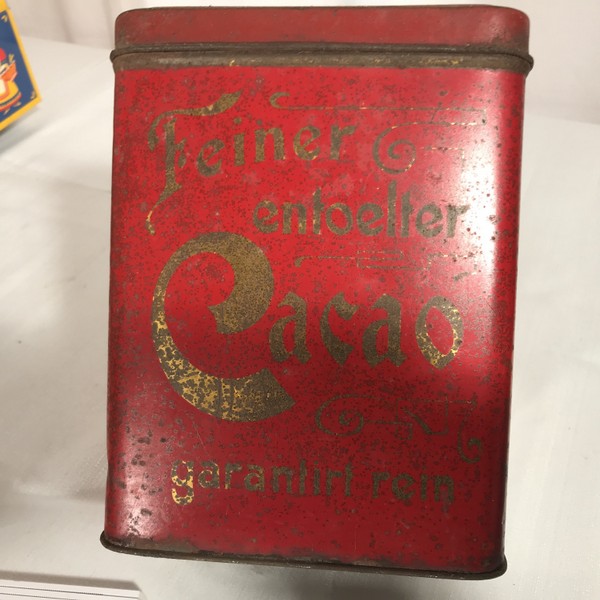 Feiner
entoelter
Cacao
garantirt rein